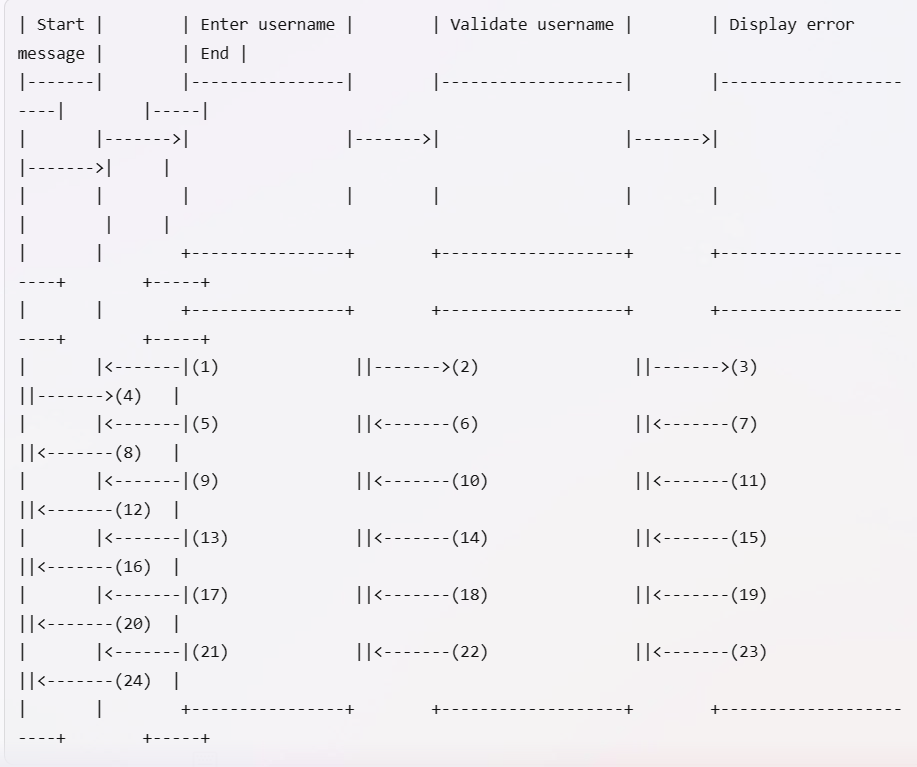 | Start |         | Enter username |         | Validate username |         | Display error
message |         | End |
|-------|         |----------------|         |-------------------|         |-------------------
----|         |-----|
|       |------->|                 |------->|                    |------->|
|------->|     |
|       |         |                |         |                   |         |
|        |     |
|       |         +----------------+         +-------------------+         +-------------------
----+         +-----+
|       |         +----------------+         +-------------------+         +-------------------
----+         +-----+
|       |<-------|(1)               ||------->(2)                 ||------->(3)
||------->(4)   |
|       |<-------|(5)               ||<-------(6)                 ||<-------(7)
||<-------(8)   |
|       |<-------|(9)               ||<-------(10)                ||<-------(11)
||<-------(12)  |
|       |<-------|(13)              ||<-------(14)                ||<-------(15)
||<-------(16)  |
|       |<-------|(17)              ||<-------(18)                ||<-------(19)
||<-------(20)  |
|       |<-------|(21)              ||<-------(22)                ||<-------(23)
||<-------(24)  |
|       |         +----------------+         +-------------------+         +-------------------
----+         +-----+